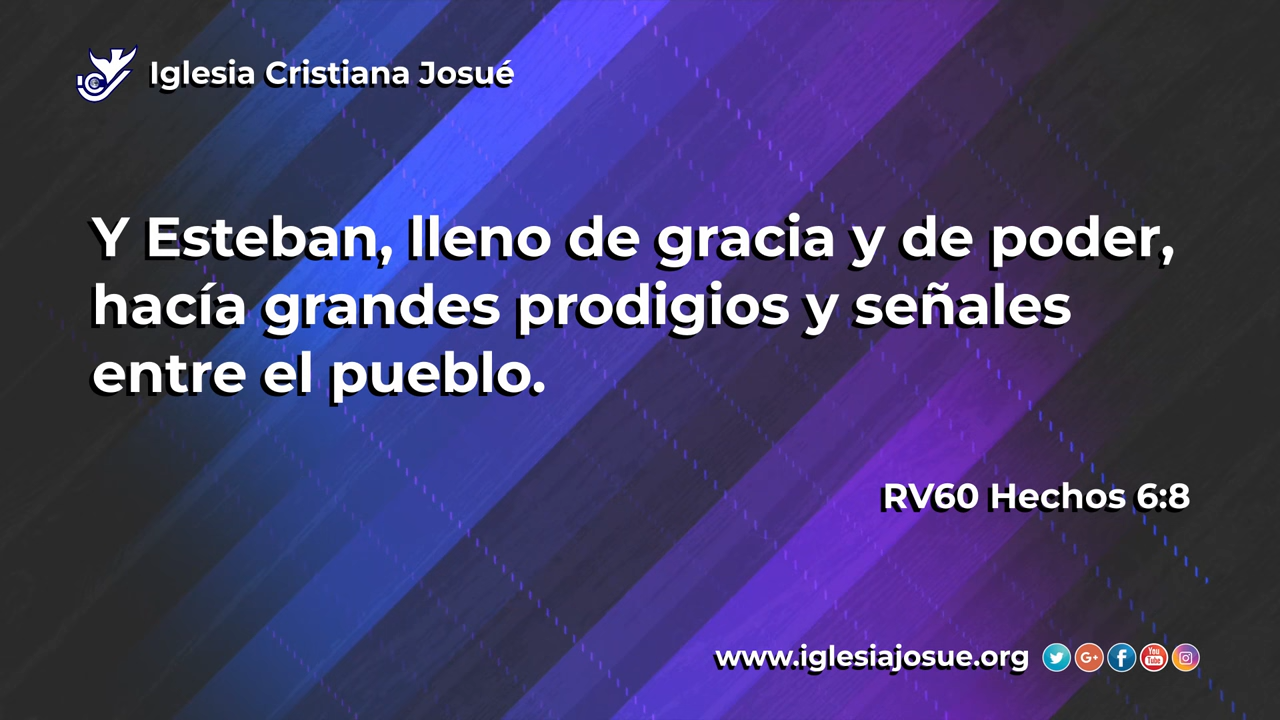 Iglesia Cristiana Josué
Y Esteban, lleno de gracia y de poder,
hacía grandes prodigios y señales
entre el pueblo.
RV60 Hechos 6:8
www.iglesiajosue.org